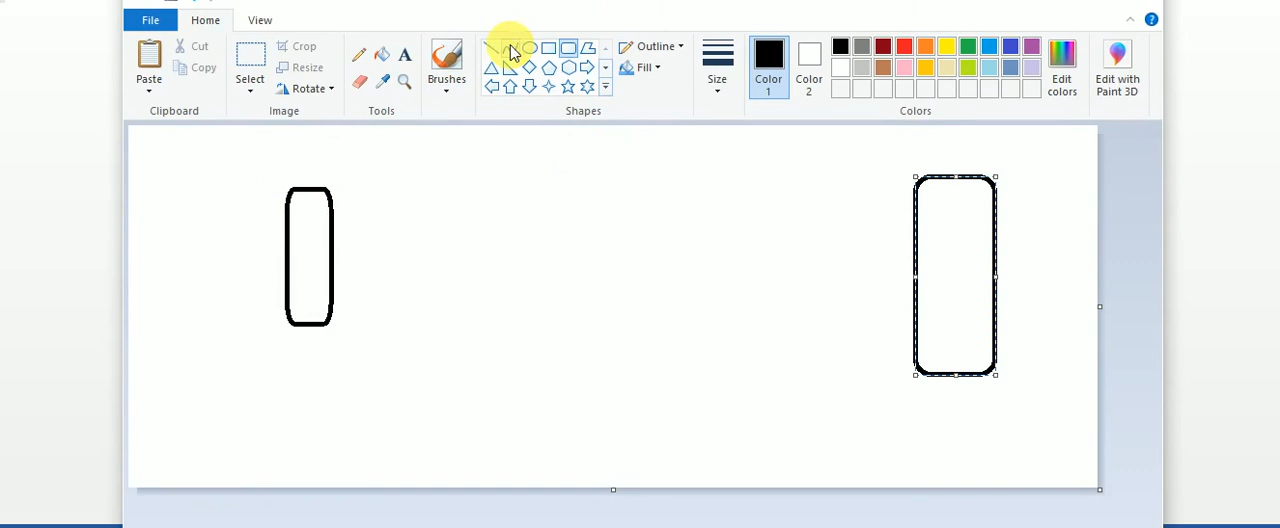 File Home View
Paste
Cut
Copy
Clipboard
Select
Crop
Resize
Rotate
Image
Tools
Brushes
Shapes
Outline
Fill
Size
Color 1
Color 2
Colors
Edit colors
Edit with Paint 3D